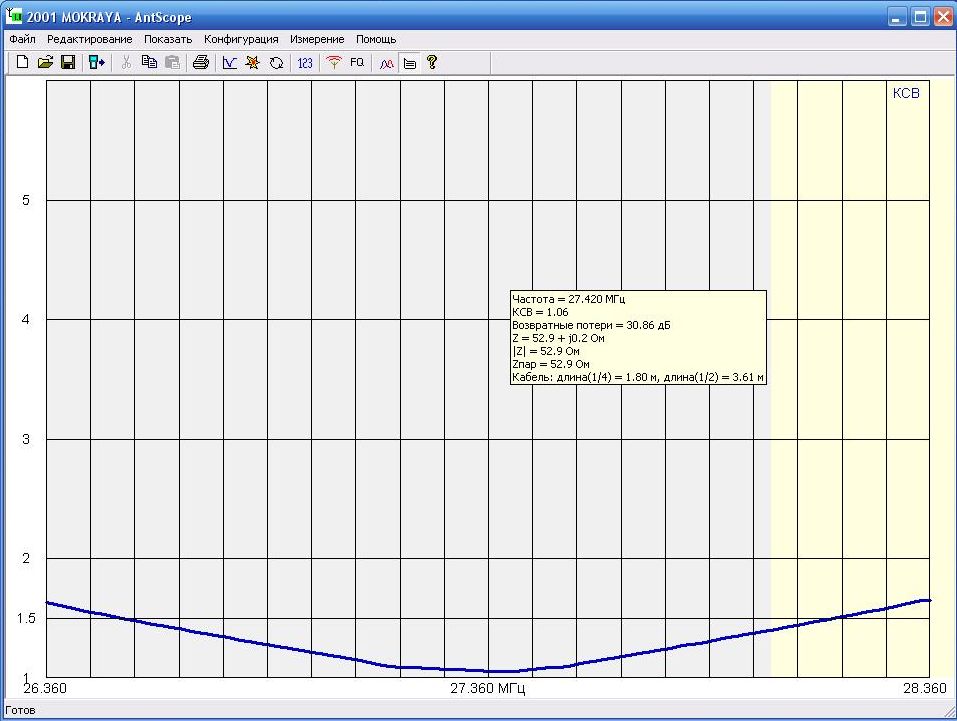 2001 MOKRAYA - AntScope
Файл Редактирование Показать Конфигурация Измерение Помощь
123 FQ ?
КСВ
5
4
3
2
1.5
1
Частота = 27.420 МГц
КСВ = 1.06
Возвратные потери = 30.86 дБ
Z = 52.9 + j0.2 Ом
|Z| = 52.9 Ом
Zпар = 52.9 Ом
Кабель: длина(1/4) = 1.80 м, длина(1/2) = 3.61 м
26.360 27.360 МГц 28.360
Готов